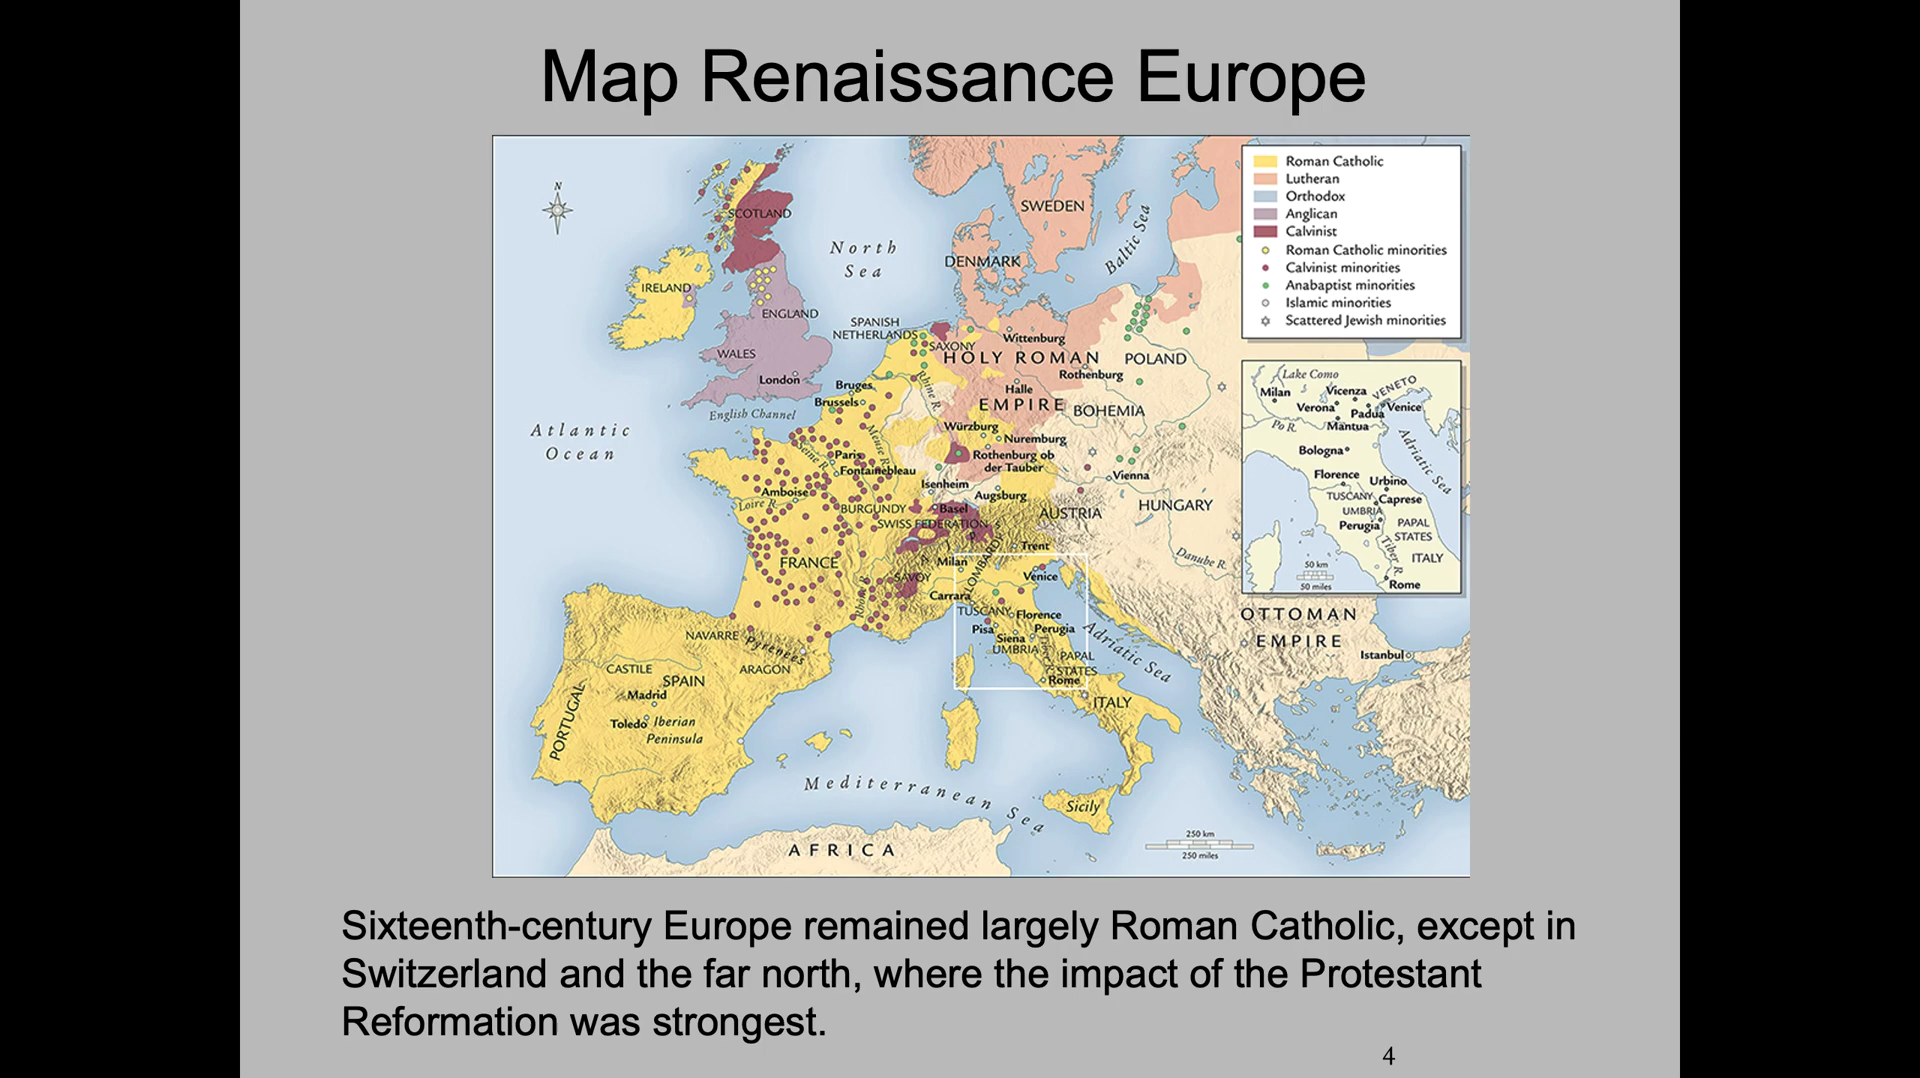 Map Renaissance Europe
Roman Catholic
Lutheran
Orthodox
Anglican
Calvinist
Roman Catholic minorities
Calvinist minorities
Anabaptist minorities
Islamic minorities
Scattered Jewish minorities
N
SCOTLAND
North
Sea
SWEDEN
Baltic Sea
DENMARK
IRELAND
ENGLAND
SPANISH
NETHERLANDS
SAXONY
Wittenburg
HOLY ROMAN
EMPIRE
POLAND
WALES
London
Rothenburg
Halle
Bruges
Brussels
Rhine R.
BOHEMIA
English Channel
Atlantic
Ocean
Würzburg
Nuremburg
Meuse R.
Seine R.
Paris
Fontainebleau
Rothenburg ob
der Tauber
Vienna
Isenheim
Amboise
Augsburg
Loire R.
BURGUNDY
Basel
AUSTRIA
HUNGARY
SWISS FEDERATION
Trent
Danube R.
FRANCE
Milan
LOMBARDY
SAVOY
Venice
Rhône R.
Carrara
TUSCANY
Florence
Pisa
Perugia
Siena
UMBRIA
Tiber R.
Adriatic Sea
PAPAL
STATES
Rome
ITALY
NAVARRE
Pyrenees
CASTILE
SPAIN
ARAGON
Madrid
PORTUGAL
Toledo
Iberian
Peninsula
OTTOMAN
EMPIRE
Istanbul
Mediterranean Sea
Sicily
AFRICA
250 km
250 miles
Lake Como
Milan
Vicenza
VENETO
Verona
Padua
Venice
Po R.
Mantua
Bologna
Adriatic Sea
Florence
Urbino
TUSCANY
Caprese
UMBRIA
Perugia
PAPAL
STATES
Tiber R.
ITALY
50 km
50 miles
Rome
Sixteenth-century Europe remained largely Roman Catholic, except in
Switzerland and the far north, where the impact of the Protestant
Reformation was strongest.
4